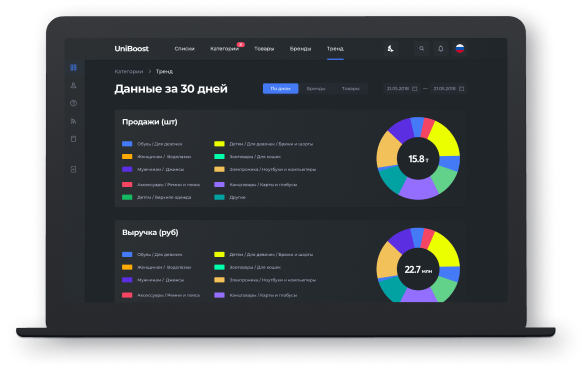 UniBoost Списки Категории Товары Бренды Тренд
Категории > Тренд
Данные за 30 дней По дням Бренды Товары 31.05.2018 — 31.05.2018
Продажи (шт)
Обувь / Для девочек Детям / Для девочек / Брюки и шорты
Женщинам / Водолазки Зоотовары / Для кошек
Мужчинам / Джинсы Электроника / Ноутбуки и компьютеры
Аксессуары / Ремни и пояса Канцтовары / Карты и глобусы
Детям / Верхняя одежда Другие
15.8 т
Выручка (руб)
Обувь / Для девочек Детям / Для девочек / Брюки и шорты
Женщинам / Водолазки Зоотовары / Для кошек
Мужчинам / Джинсы Электроника / Ноутбуки и компьютеры
Аксессуары / Ремни и пояса Канцтовары / Карты и глобусы
22.7 млн